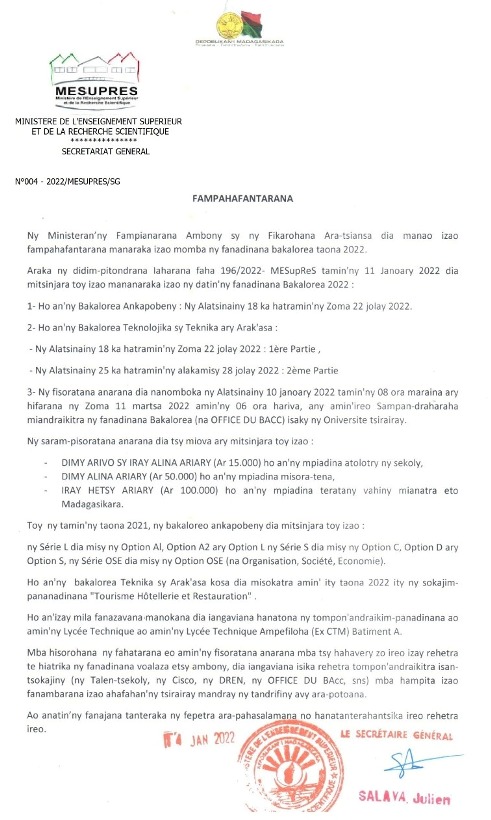 REPOBLIKAN'I MADAGASIKARA
MESUPRES
Ministère de l'Enseignement Supérieur
et de la Recherche Scientifique
MINISTERE DE L'ENSEIGNEMENT SUPERIEUR
ET DE LA RECHERCHE SCIENTIFIQUE
***************
SECRETARIAT GENERAL
N°004 - 2022/MESUPRES/SG
FAMPAHAFANTARANA
Ny Ministeran'ny Fampianarana Ambony sy ny Fikarohana Ara-tsiansa dia manao izao
fampahafantarana manaraka izao momba ny fanadinana bakalorea taona 2022.
Araka ny didim-pitondrana laharana faha 196/2022- MESupReS tamin'ny 11 Janoary 2022 dia
mitsinjara toy izao mananaraka izao ny datin'ny fanadinana Bakalorea 2022 :
1- Ho an'ny Bakalorea Ankapobeny : Ny Alatsinainy 18 ka hatramin'ny Zoma 22 jolay 2022.
2- Ho an'ny Bakalorea Teknolojika sy Teknika ary Arak'asa :
- Ny Alatsinainy 18 ka hatramin'ny Zoma 22 jolay 2022 : 1ère Partie ,
- Ny Alatsinainy 25 ka hatramin'ny alakamisy 28 jolay 2022 : 2ème Partie
3- Ny fisoratana anarana dia nanomboka ny Alatsinainy 10 janoary 2022 tamin'ny 08 ora maraina ary
hifarana ny Zoma 11 martsa 2022 amin'ny 06 ora hariva, any amin'ireo Sampan-draharaha
miandraikitra ny fanadinana Bakalorea (na OFFICE DU BACC) isaky ny Oniversite tsirairay.
Ny saram-pisoratana anarana dia tsy miova ary mitsinjara toy izao :
- DIMY ARIVO SY IRAY ALINA ARIARY (Ar 15.000) ho an'ny mpiadina atolotry ny sekoly,
- DIMY ALINA ARIARY (Ar 50.000) ho an'ny mpiadina misora-tena,
- IRAY HETSY ARIARY (Ar 100.000) ho an'ny mpiadina teratany vahiny mianatra eto
Madagasikara.
Toy ny tamin'ny taona 2021, ny bakaloreo ankapobeny dia mitsinjara toy izao :
ny Série L dia misy ny Option Al, Option A2 ary Option L ny Série S dia misy ny Option C, Option D ary
Option S, ny Série OSE dia misy ny Option OSE (na Organisation, Société, Economie).
Ho an'ny bakalorea Teknika sy Arak'asa kosa dia misokatra amin' ity taona 2022 ity ny sokajim-
pananadinana "Tourisme Hôtellerie et Restauration" .
Ho an'izay mila fanazavana-manokana dia iangaviana hanatona ny tompon'andraikim-panadinana ao
amin'ny Lycée Technique ao amin'ny Lycée Technique Ampefiloha (Ex CTM) Batiment A.
Mba hisorohana ny fahatarana eo amin'ny fisoratana anarana mba tsy hahavery zo ireo izay rehetra
te hiatrika ny fanadinana voalaza etsy ambony, dia iangaviana isika rehetra tompon'andraikitra isan-
tsokajiny (ny Talen-tsekoly, ny Cisco, ny DREN, ny OFFICE DU BAcc, sns) mba hampita izao
fanambarana izao ahafahan'ny tsirairay mandray ny tandrifiny avy ara-potoana.
Ao anatin'ny fanajana tanteraka ny fepetra ara-pahasalamana no hanatanterahantsika ireo rehetra
ireo.
JAN 2022
LE SECRÉTAIRE GÉNÉRAL
SALAVA, Julien